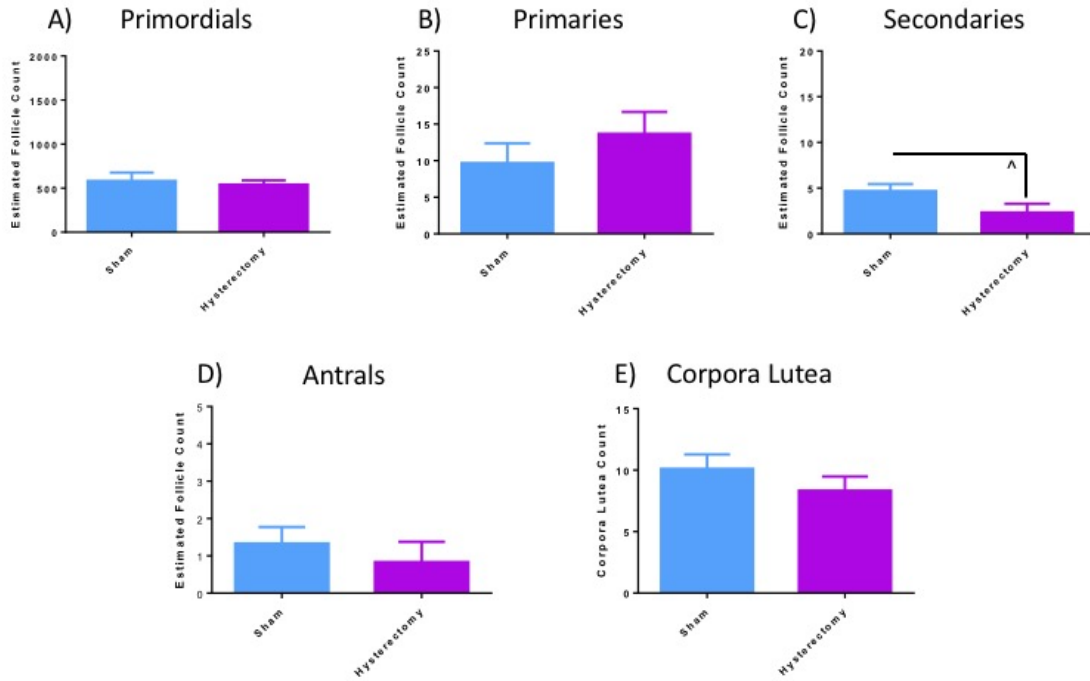 A) Primordials
Estimated Follicle Count
2000
1500
1000
500
0
Sham
Hysterectomy
B) Primaries
Estimated Follicle Count
25
20
15
10
5
0
Sham
Hysterectomy
C) Secondaries
Estimated Follicle Count
20
15
10
5
0
^
Sham
Hysterectomy
D) Antrals
Estimated Follicle Count
5
4
3
2
1
0
Sham
Hysterectomy
E) Corpora Lutea
Corpora Lutea Count
15
10
5
0
Sham
Hysterectomy